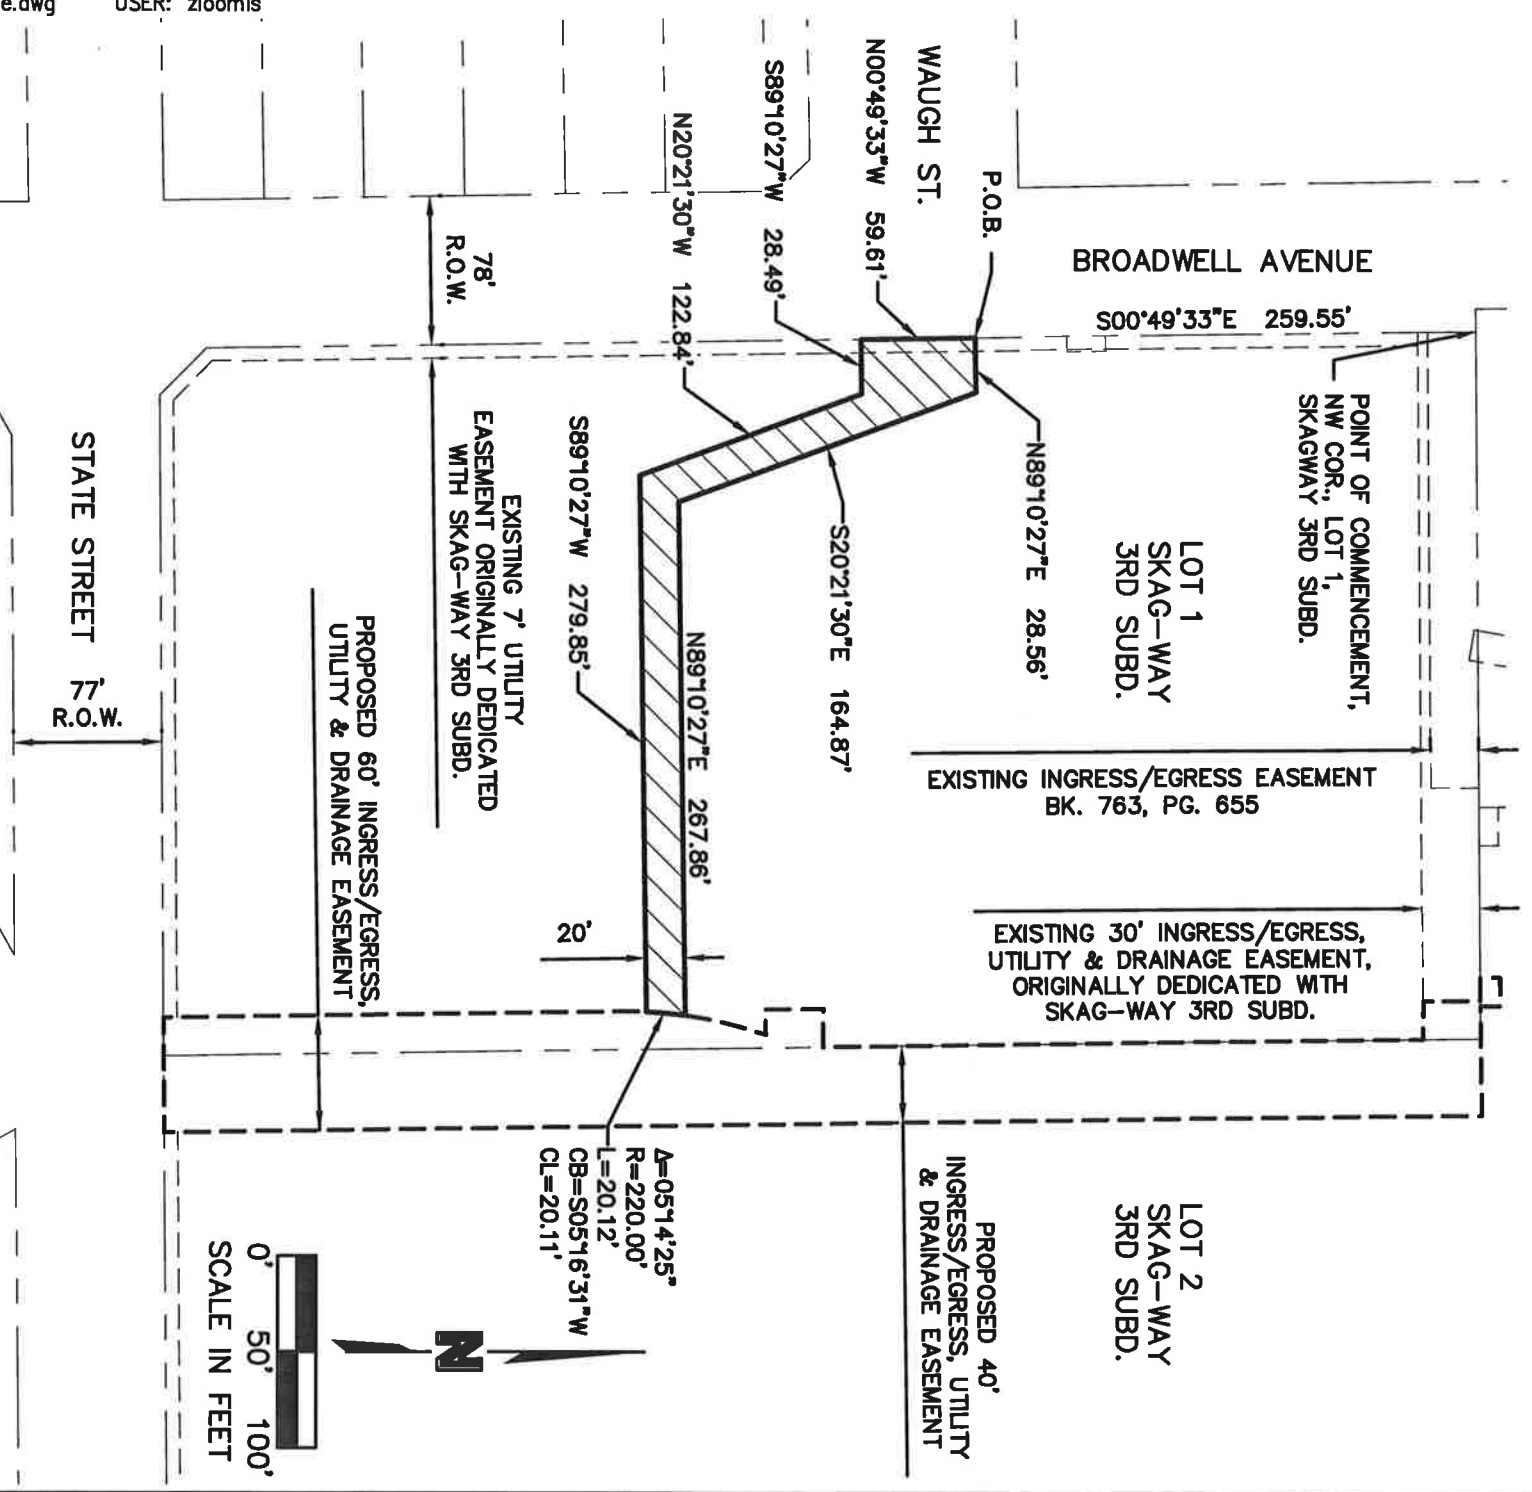 e.dwg USER: zloomis
WAUGH ST.
N00°49'33"W 59.61'
S89°10'27"W 28.49'
N20°21'30"W 122.84'
P.O.B.
BROADWELL AVENUE
S00°49'33"E 259.55'
POINT OF COMMENCEMENT,
NW COR., LOT 1,
SKAGWAY 3RD SUBD.
78'
R.O.W.
N89°10'27"E 28.56'
LOT 1
SKAG-WAY
3RD SUBD.
S20°21'30"E 164.87'
EXISTING 7' UTILITY
EASEMENT ORIGINALLY DEDICATED
WITH SKAG-WAY 3RD SUBD.
S89°10'27"W 279.85'
N89°10'27"E 267.86'
STATE STREET
77'
R.O.W.
PROPOSED 60' INGRESS/EGRESS,
UTILITY & DRAINAGE EASEMENT
EXISTING INGRESS/EGRESS EASEMENT
BK. 763, PG. 655
20'
EXISTING 30' INGRESS/EGRESS,
UTILITY & DRAINAGE EASEMENT,
ORIGINALLY DEDICATED WITH
SKAG-WAY 3RD SUBD.
Δ=05°14'25"
R=220.00'
L=20.12'
CB=S05°16'31"W
CL=20.11'
PROPOSED 40'
INGRESS/EGRESS, UTILITY
& DRAINAGE EASEMENT
LOT 2
SKAG-WAY
3RD SUBD.
N
0' 50' 100'
SCALE IN FEET